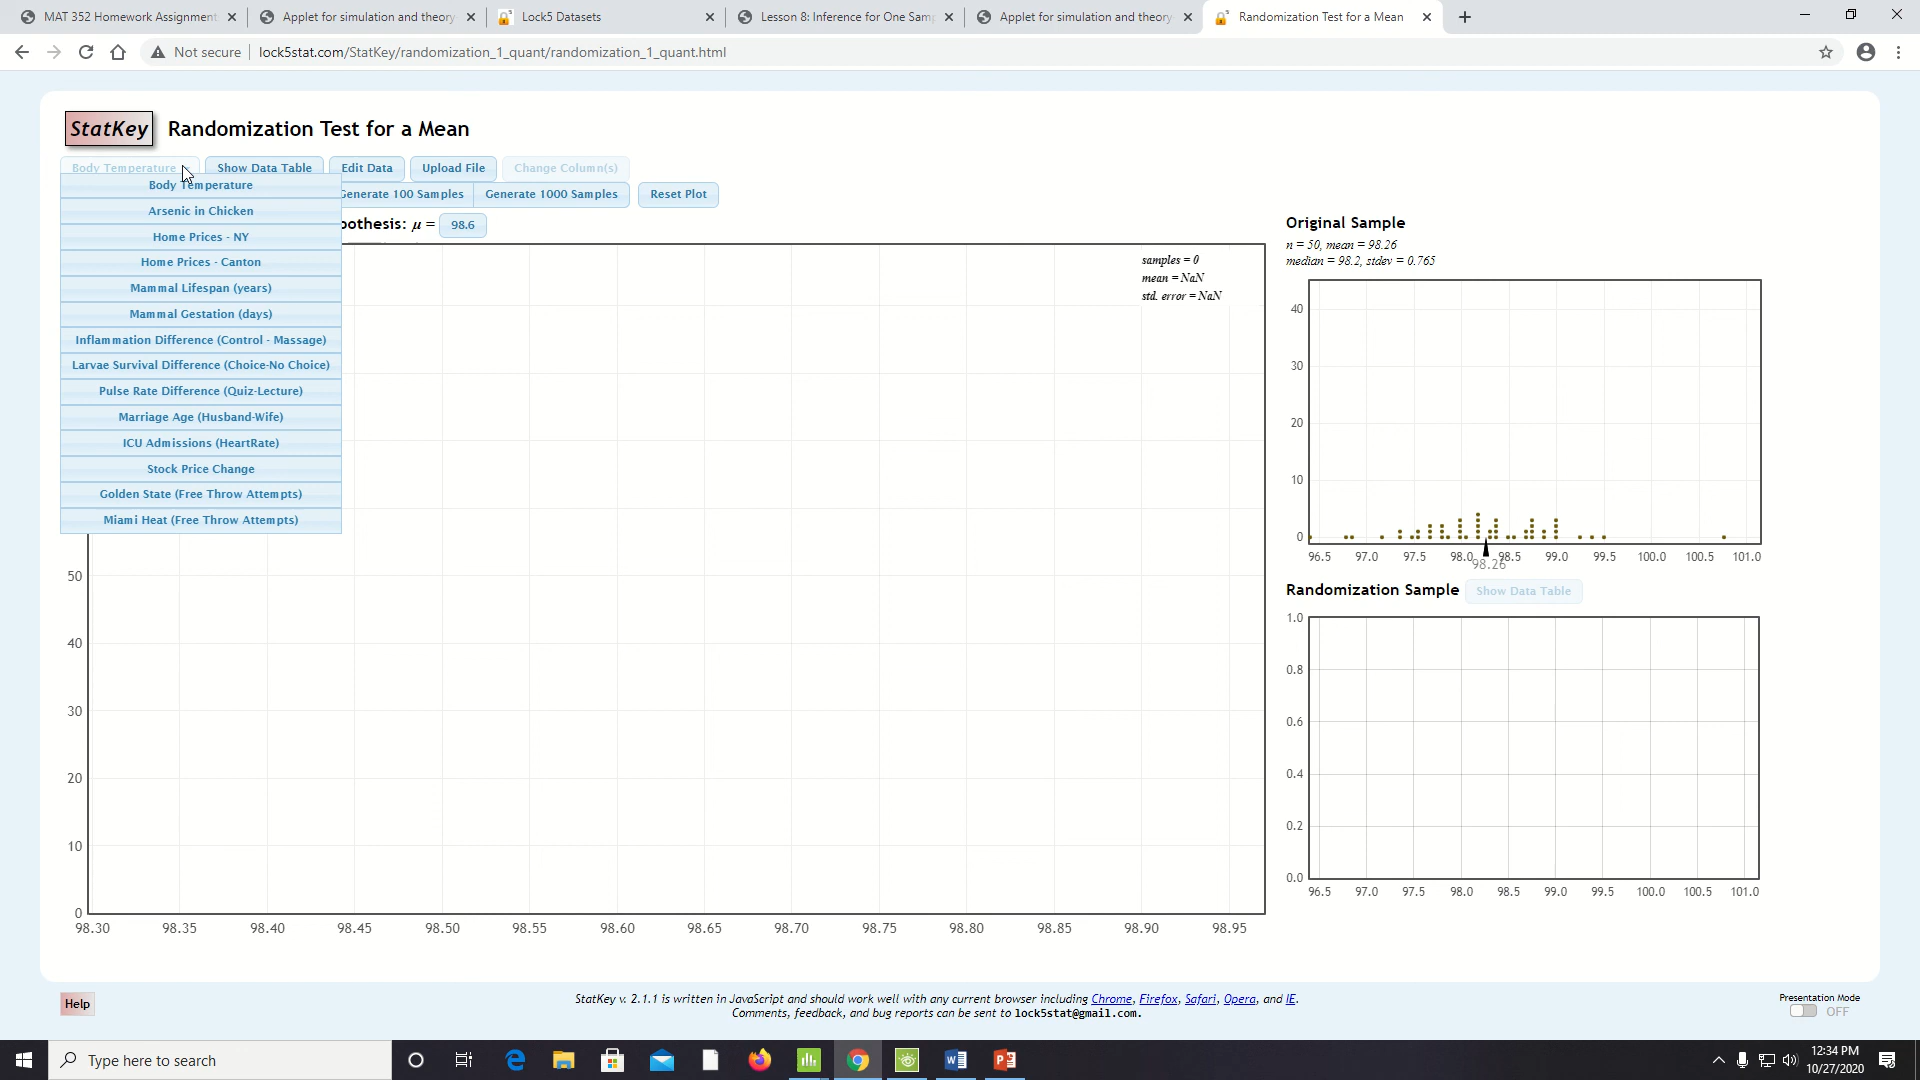 MAT 352 Homework Assignment
Applet for simulation and theory
Lock5 Datasets
Lesson 8: Inference for One Samp
Applet for simulation and theory
Randomization Test for a Mean
Not secure
lock5stat.com/StatKey/randomization_1_quant/randomization_1_quant.html
StatKey Randomization Test for a Mean
Body Temperature Show Data Table Edit Data Upload File Change Column(s)
Generate 100 Samples Generate 1000 Samples Reset Plot
pothesis: μ = 98.6
Body Temperature
Arsenic in Chicken
Home Prices - NY
Home Prices - Canton
Mammal Lifespan (years)
Mammal Gestation (days)
Inflammation Difference (Control - Massage)
Larvae Survival Difference (Choice-No Choice)
Pulse Rate Difference (Quiz-Lecture)
Marriage Age (Husband-Wife)
ICU Admissions (HeartRate)
Stock Price Change
Golden State (Free Throw Attempts)
Miami Heat (Free Throw Attempts)
samples = 0
mean = NaN
std. error = NaN
50
40
30
20
10
0
98.30 98.35 98.40 98.45 98.50 98.55 98.60 98.65 98.70 98.75 98.80 98.85 98.90 98.95
Original Sample
n = 50, mean = 98.26
median = 98.2, stdev = 0.765
40
30
20
10
0
96.5 97.0 97.5 98.0 98.5 99.0 99.5 100.0 100.5 101.0
98.26
Randomization Sample Show Data Table
1.0
0.8
0.6
0.4
0.2
0.0
96.5 97.0 97.5 98.0 98.5 99.0 99.5 100.0 100.5 101.0
Help
StatKey v. 2.1.1 is written in JavaScript and should work well with any current browser including Chrome, Firefox, Safari, Opera, and IE.
Comments, feedback, and bug reports can be sent to lock5stat@gmail.com.
Presentation Mode
OFF
Type here to search
12:34 PM
10/27/2020